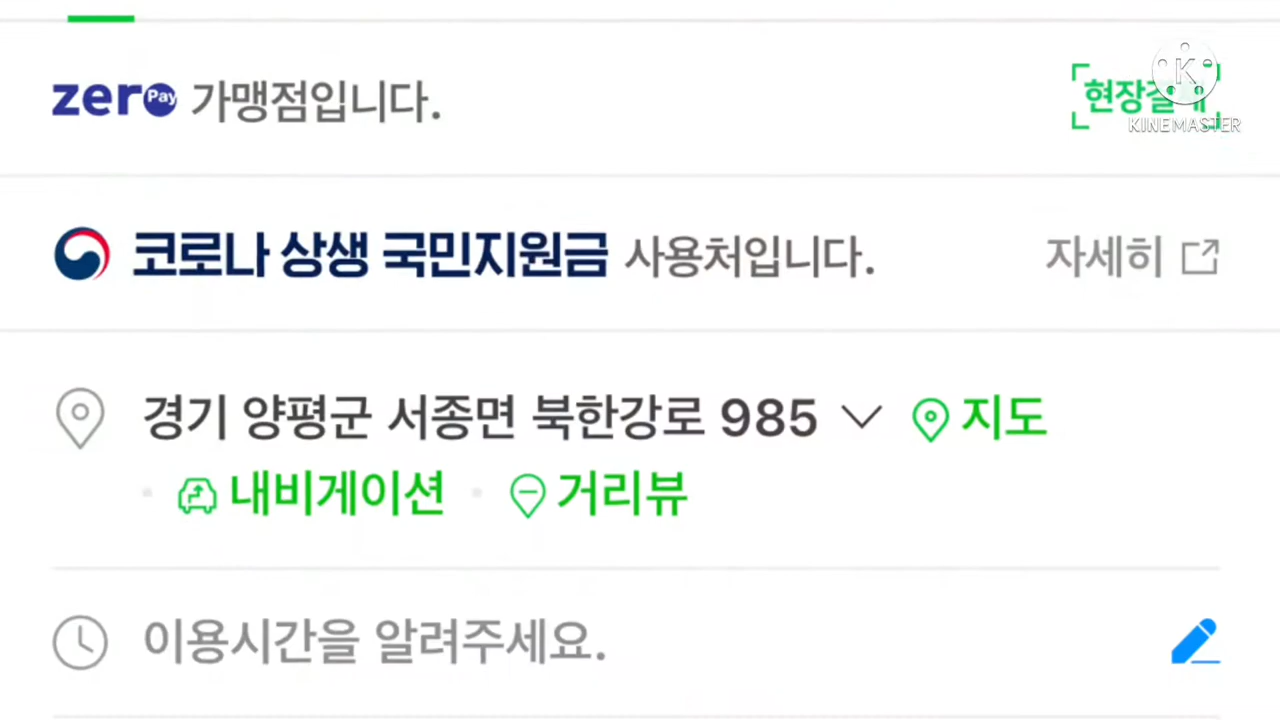 zeroPay 가맹점입니다.
현장결제
K
KINEMASTER
코로나 상생 국민지원금 사용처입니다.
자세히
경기 양평군 서종면 북한강로 985
지도
내비게이션
거리뷰
이용시간을 알려주세요.